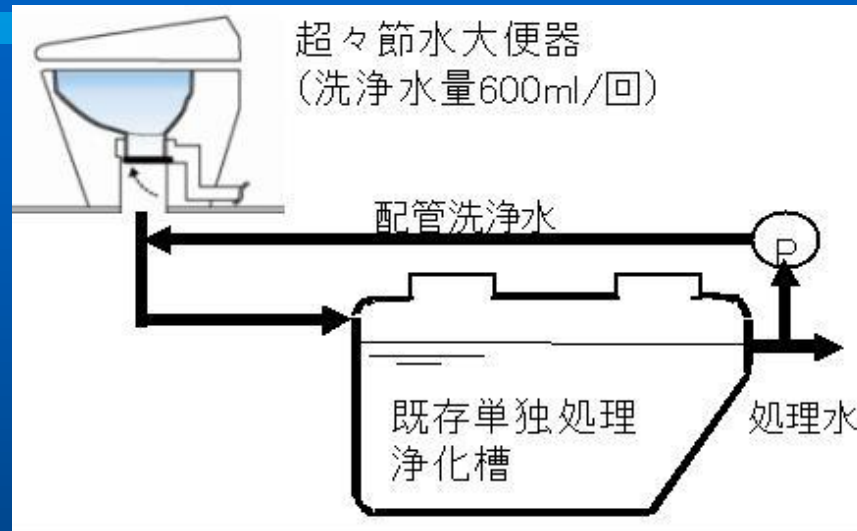 超々節水大便器
(洗浄水量600ml/回)
配管洗浄水
P
既存単独処理
浄化槽
処理水